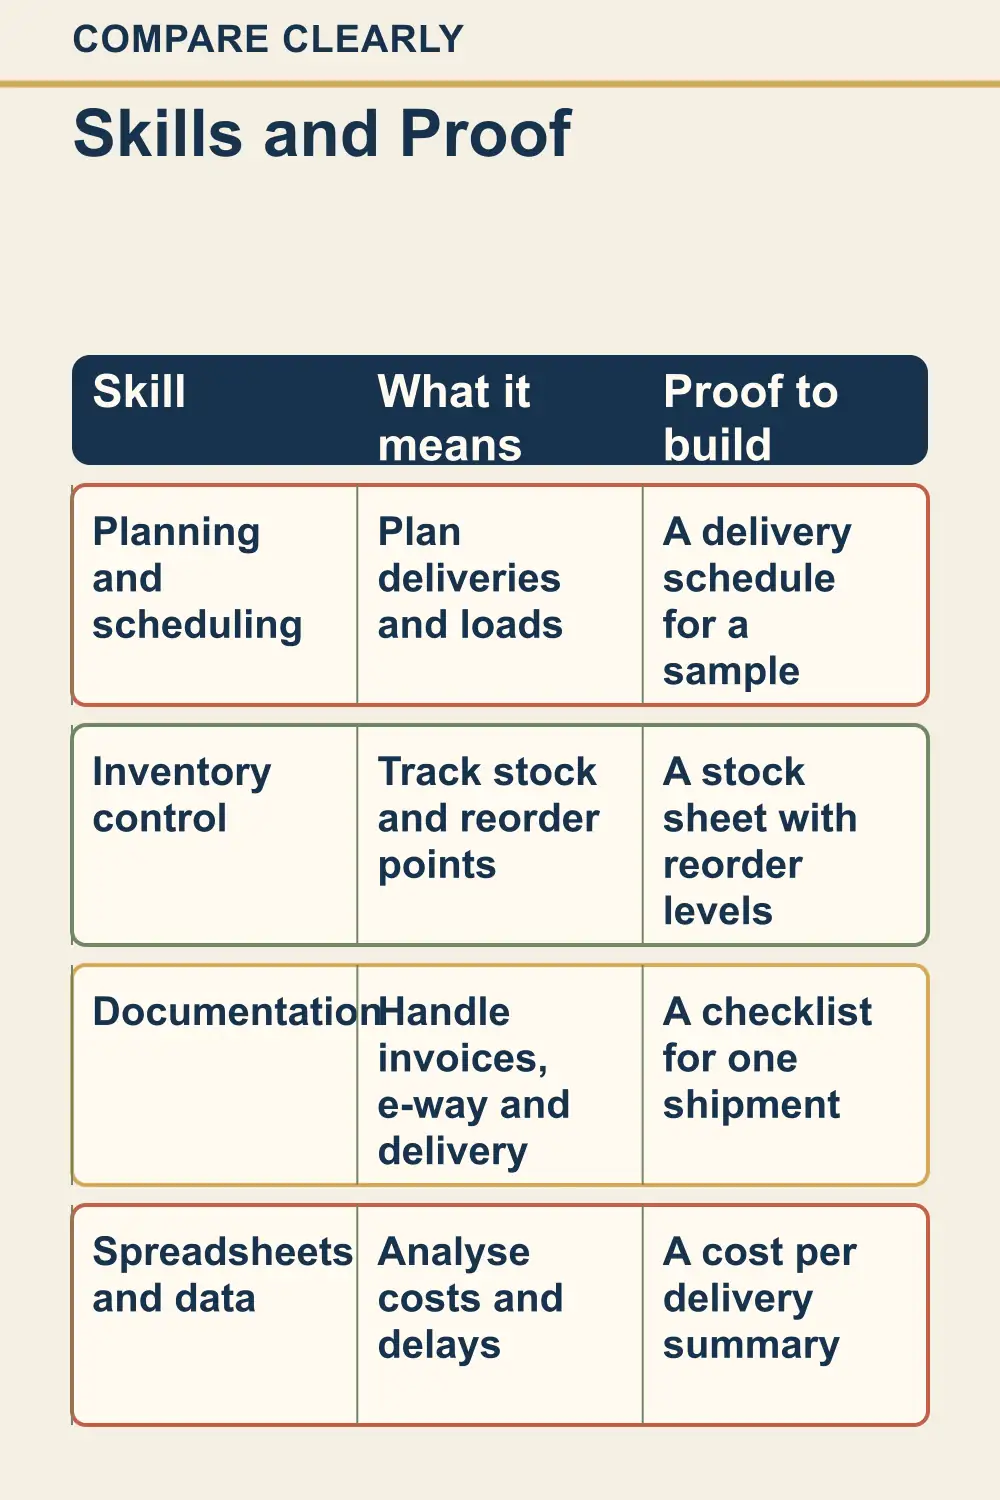 COMPARE CLEARLY
Skills and Proof
Skill
What it
means
Proof to
build
Planning
and
scheduling
Plan
deliveries
and loads
A delivery
schedule
for a
sample
Inventory
control
Track stock
and reorder
points
A stock
sheet with
reorder
levels
Documentation
Handle
invoices,
e-way and
delivery
A checklist
for one
shipment
Spreadsheets
and data
Analyse
costs and
delays
A cost per
delivery
summary